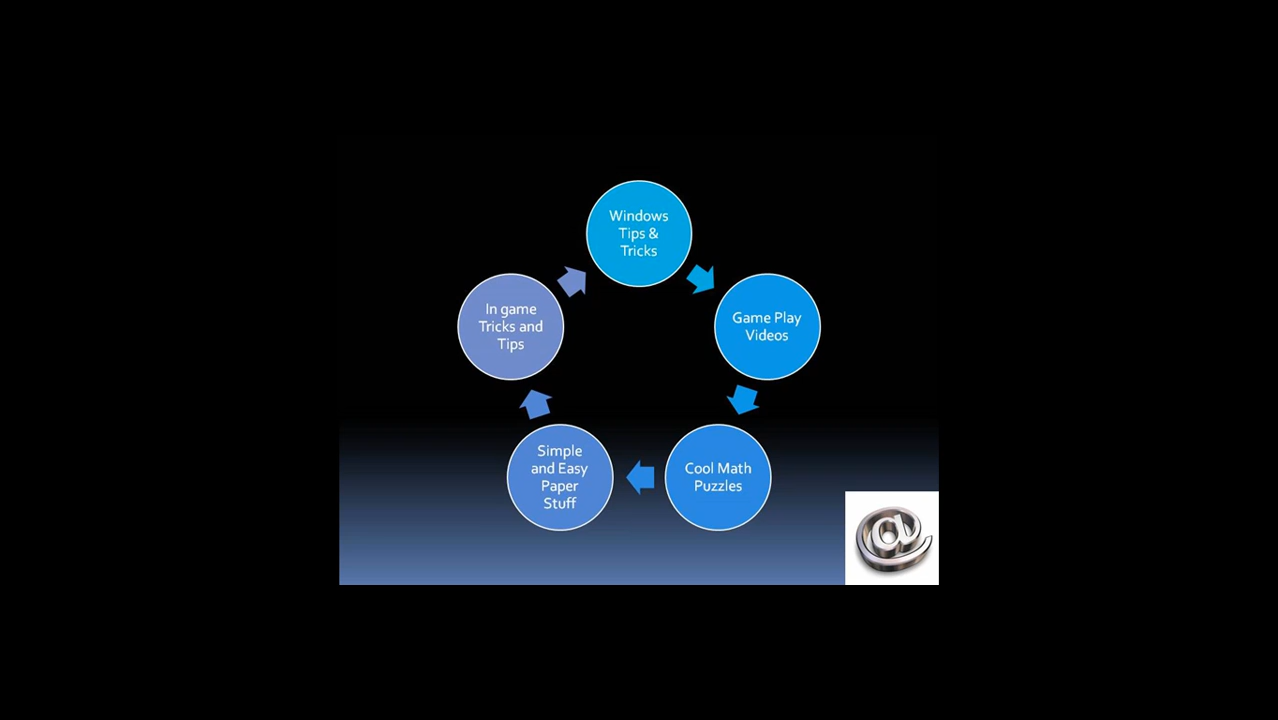 Windows
Tips &
Tricks
Game Play
Videos
Cool Math
Puzzles
Simple
and Easy
Paper
Stuff
In game
Tricks and
Tips
@